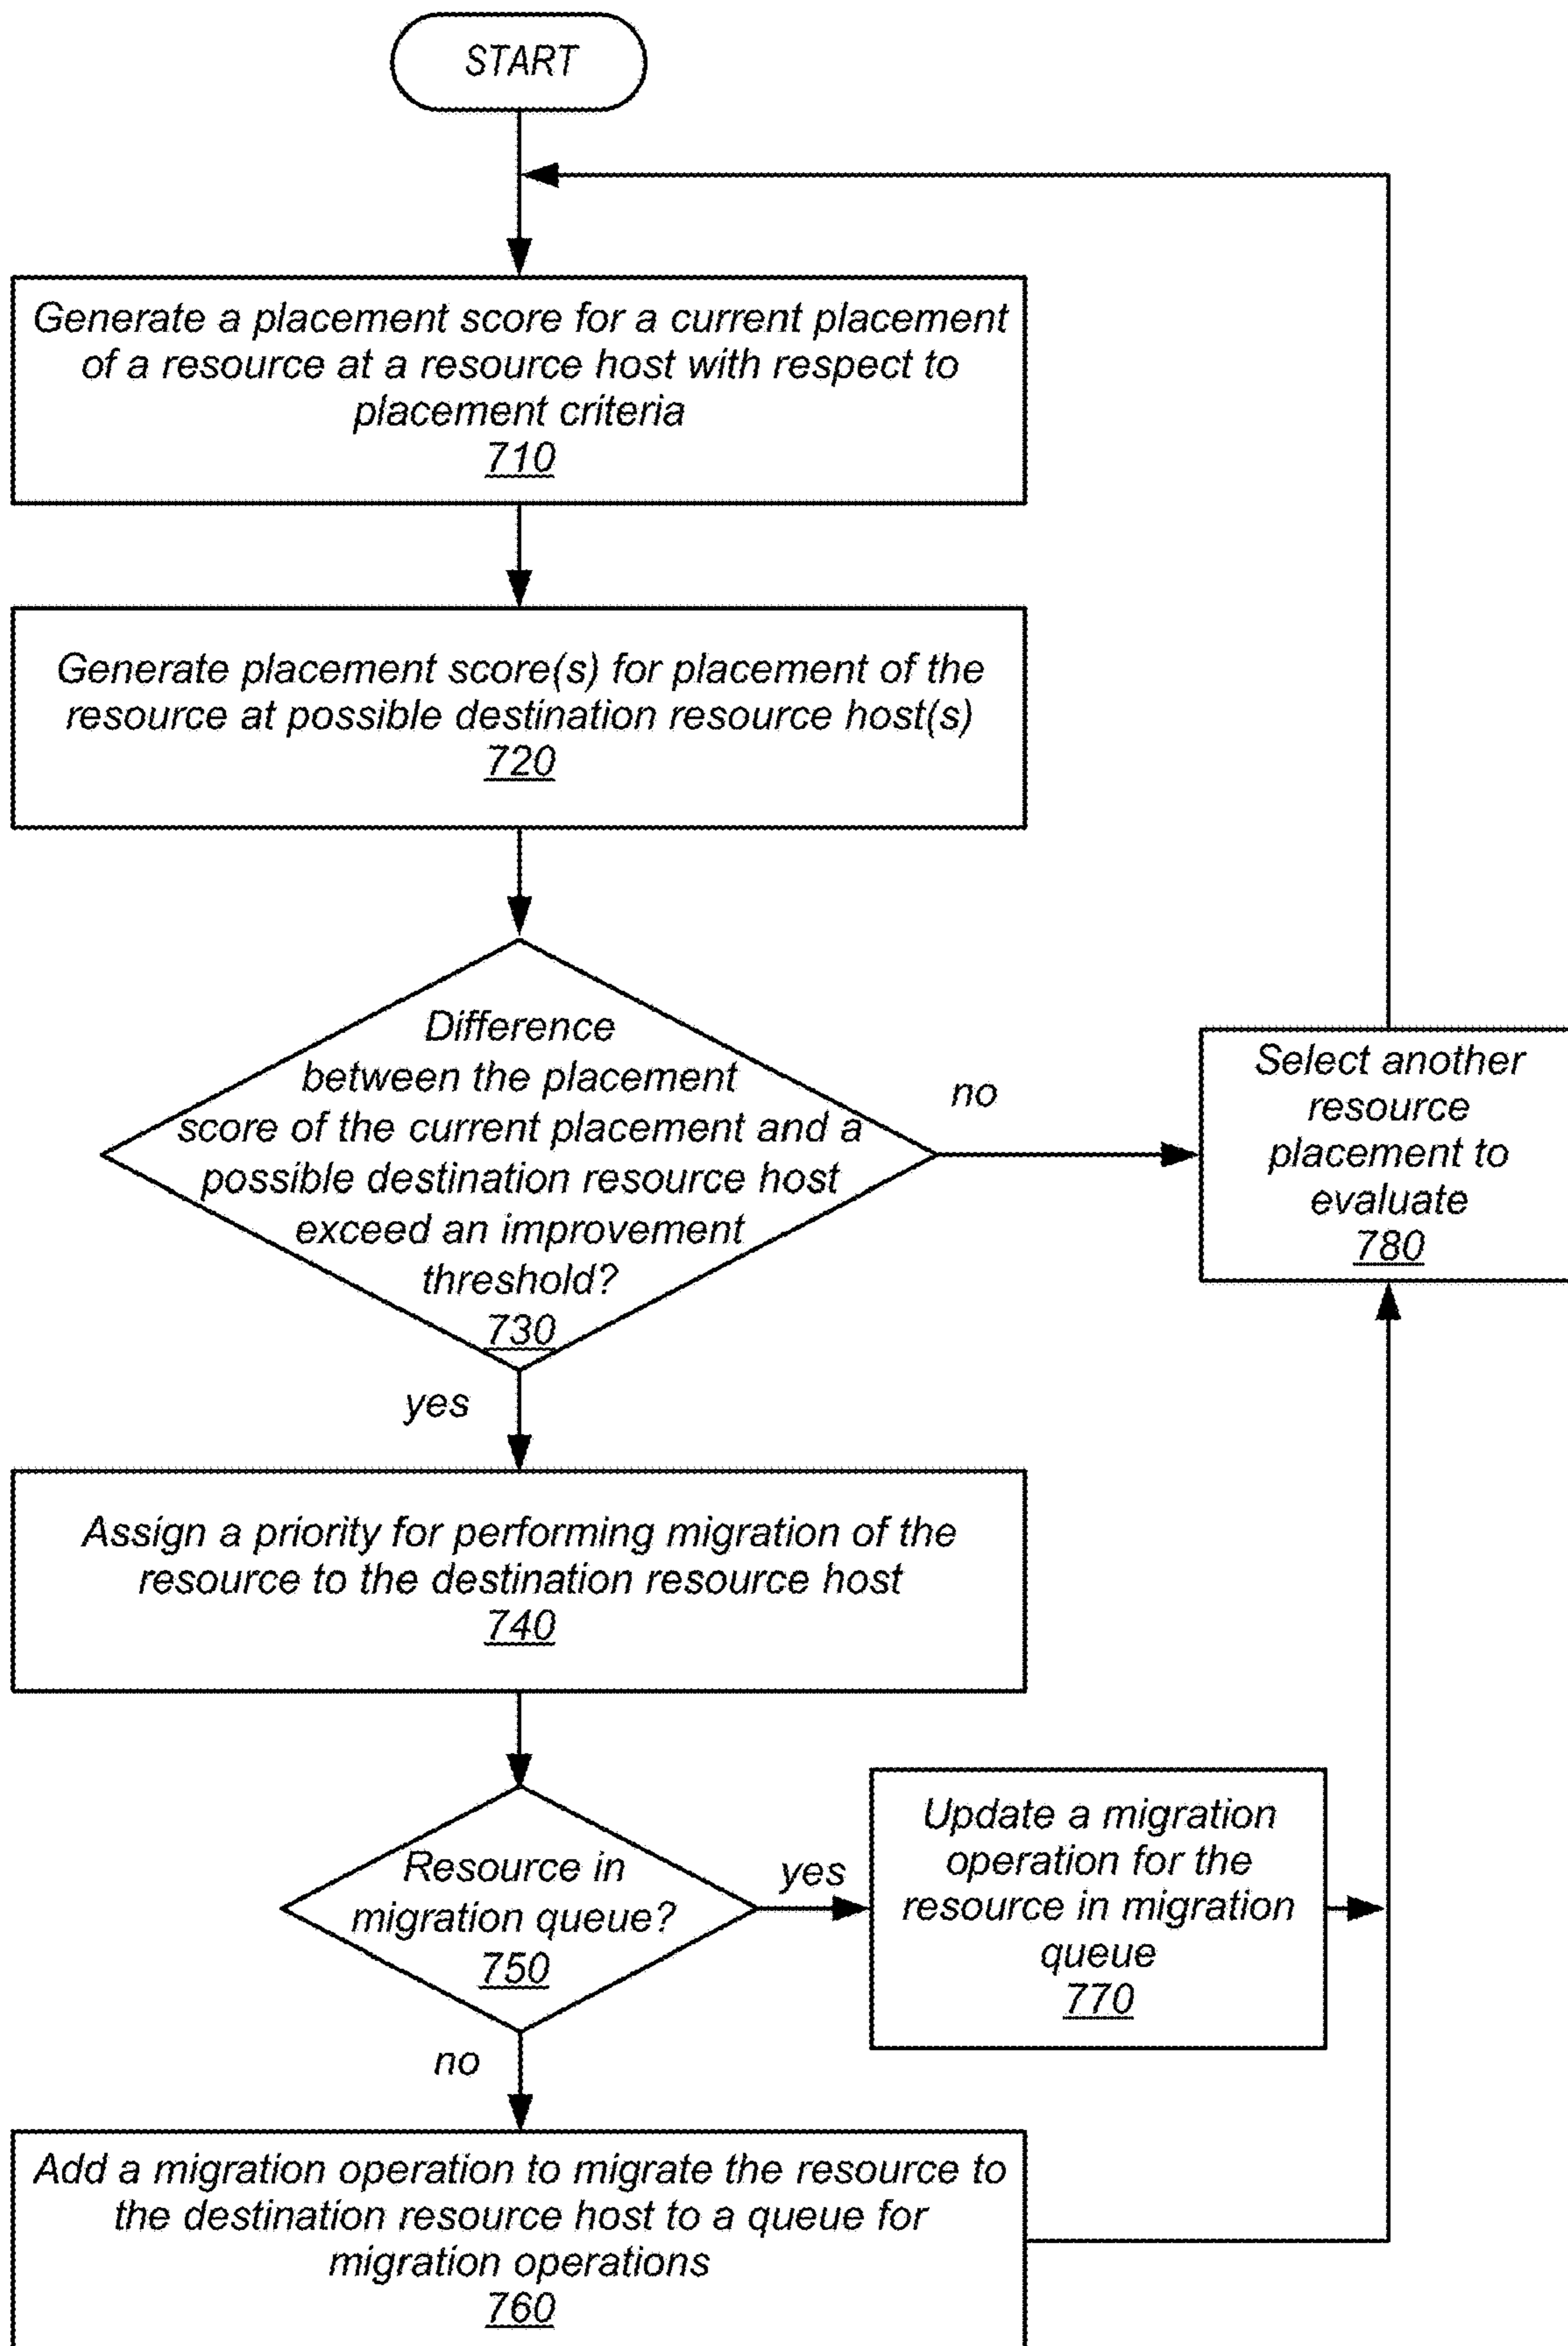 START
Generate a placement score for a current placement
of a resource at a resource host with respect to
placement criteria
710
Generate placement score(s) for placement of the
resource at possible destination resource host(s)
720
Difference
between the placement
score of the current placement and a
possible destination resource host
exceed an improvement
threshold?
730
no
Select another
resource
placement to
evaluate
780
yes
Assign a priority for performing migration of the
resource to the destination resource host
740
Resource in
migration queue?
750
yes
Update a migration
operation for the
resource in migration
queue
770
no
Add a migration operation to migrate the resource to
the destination resource host to a queue for
migration operations
760